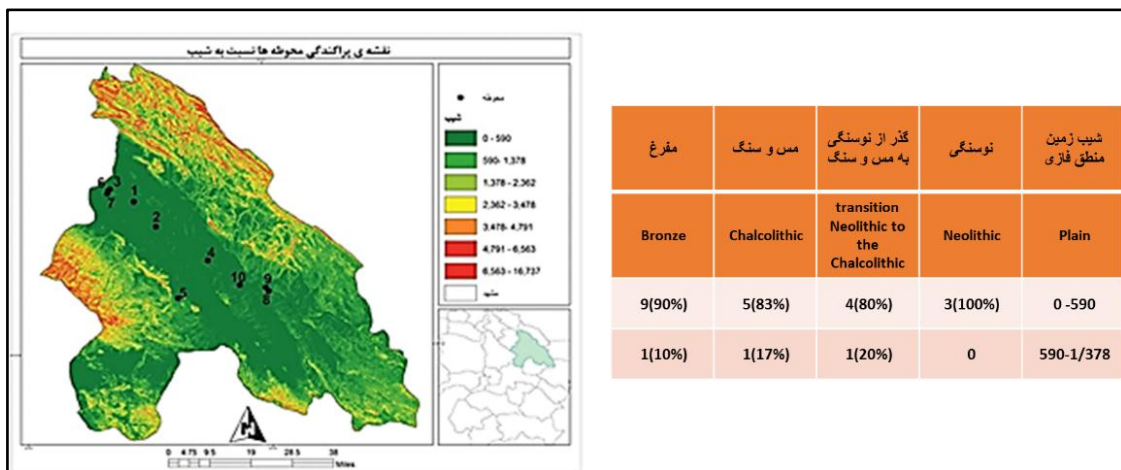 نقشه ی پراکندگی محوطه ها نسبت به شیب
محوطه
شیب
0 - 590
590- 1,378
1,378 - 2,362
2,362 - 3,478
3,478- 4,791
4,791 - 6,563
6,563 - 16,737
مشهد
6 3
7 1
2
4
10 9
5 8
N
0 4.75 9.5 19 28.5 38
Miles
مفرغ مس و سنگ گذر از نوسنگی به مس و سنگ نوسنگی شیب زمین منطق فازی
Bronze Chalcolithic transition Neolithic to the Chalcolithic Neolithic Plain
9(90%) 5(83%) 4(80%) 3(100%) 0 -590
1(10%) 1(17%) 1(20%) 0 590-1/378